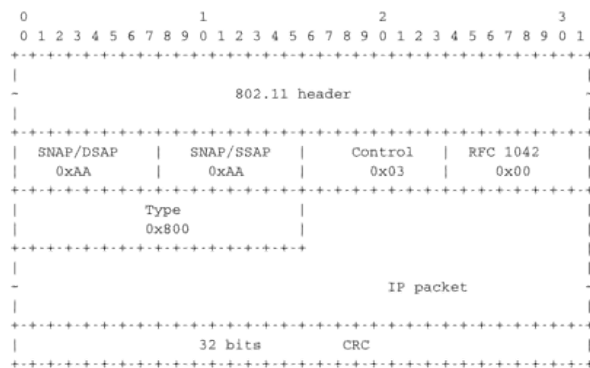 0 1 2 3
0 1 2 3 4 5 6 7 8 9 0 1 2 3 4 5 6 7 8 9 0 1 2 3 4 5 6 7 8 9 0 1
802.11 header
SNAP/DSAP | SNAP/SSAP | Control | RFC 1042
0xAA | 0xAA | 0x03 | 0x00
Type
0x800
IP packet
32 bits CRC